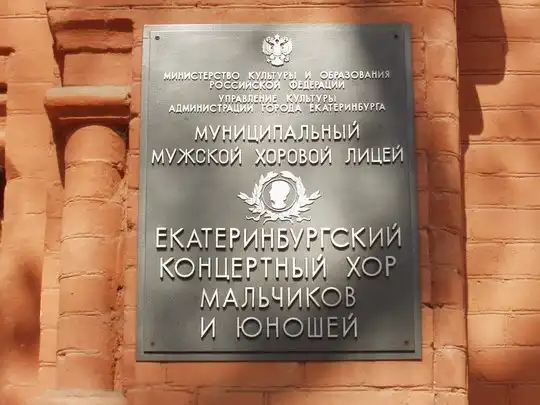 МИНИСТЕРСТВО КУЛЬТУРЫ И ОБРАЗОВАНИЯ
РОССИЙСКОЙ ФЕДЕРАЦИИ
УПРАВЛЕНИЕ КУЛЬТУРЫ
АДМИНИСТРАЦИИ ГОРОДА ЕКАТЕРИНБУРГА
МУНИЦИПАЛЬНЫЙ
МУЖСКОЙ ХОРОВОЙ ЛИЦЕЙ
ЕКАТЕРИНБУРГСКИЙ
КОНЦЕРТНЫЙ ХОР
МАЛЬЧИКОВ
И ЮНОШЕЙ